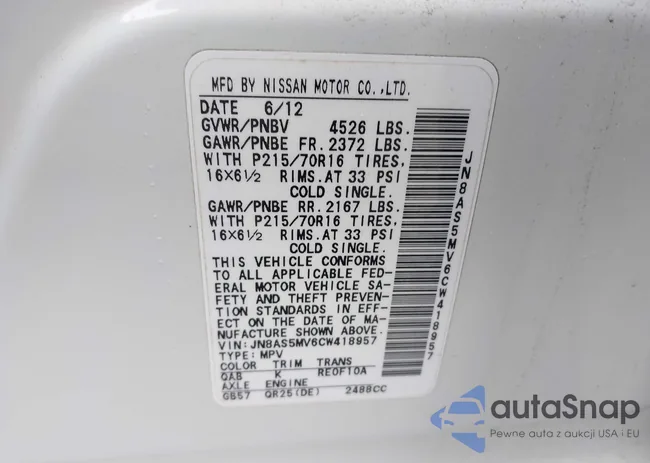 MFD BY NISSAN MOTOR CO.,LTD.
DATE 6/12
GVWR/PNBV 4526 LBS.
GAWR/PNBE FR. 2372 LBS.
WITH P215/70R16 TIRES,
16X6½ RIMS.AT 33 PSI
COLD SINGLE.
GAWR/PNBE RR. 2167 LBS.
WITH P215/70R16 TIRES,
16X6½ RIMS.AT 33 PSI
COLD SINGLE.
THIS VEHICLE CONFORMS
TO ALL APPLICABLE FED-
ERAL MOTOR VEHICLE SA-
FETY AND THEFT PREVEN-
TION STANDARDS IN EFF-
ECT ON THE DATE OF MA-
NUFACTURE SHOWN ABOVE.
VIN: JN8AS5MV6CW418957
TYPE: MPV
COLOR TRIM TRANS
QAB K RE0F10A
AXLE ENGINE
GB57 QR25(DE) 2488CC
JN8AS5MV6CW418957
autaSnap
Pewne auta z aukcji USA i EU